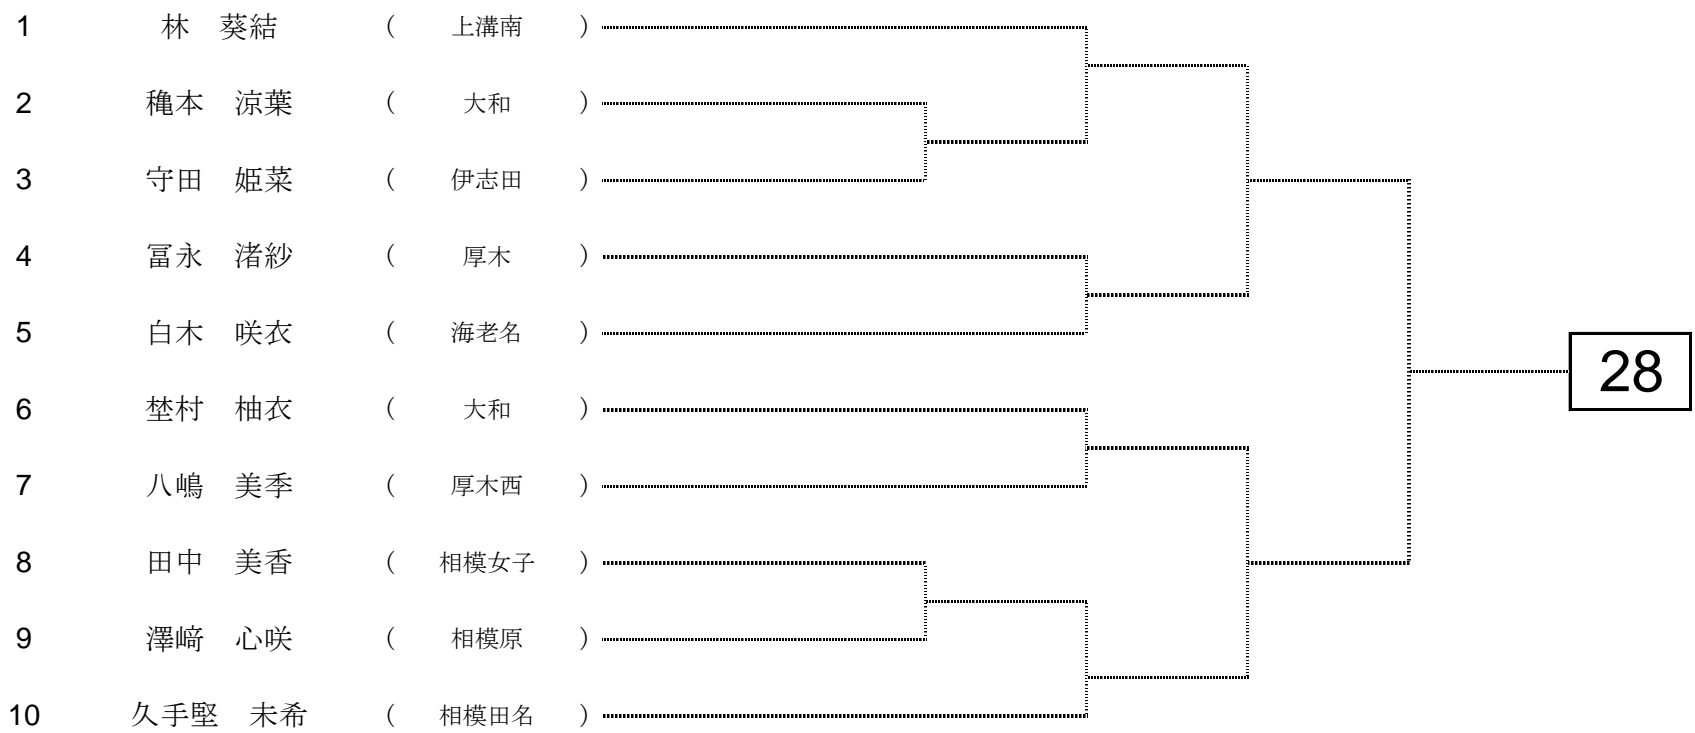 1 林 葵結 ( 上溝南 )
2 穐本 涼葉 ( 大和 )
3 守田 姫菜 ( 伊志田 )
4 冨永 渚紗 ( 厚木 )
5 白木 咲衣 ( 海老名 )
28
6 埜村 柚衣 ( 大和 )
7 八嶋 美季 ( 厚木西 )
8 田中 美香 ( 相模女子 )
9 澤﨑 心咲 ( 相模原 )
10 久手堅 未希 ( 相模田名 )